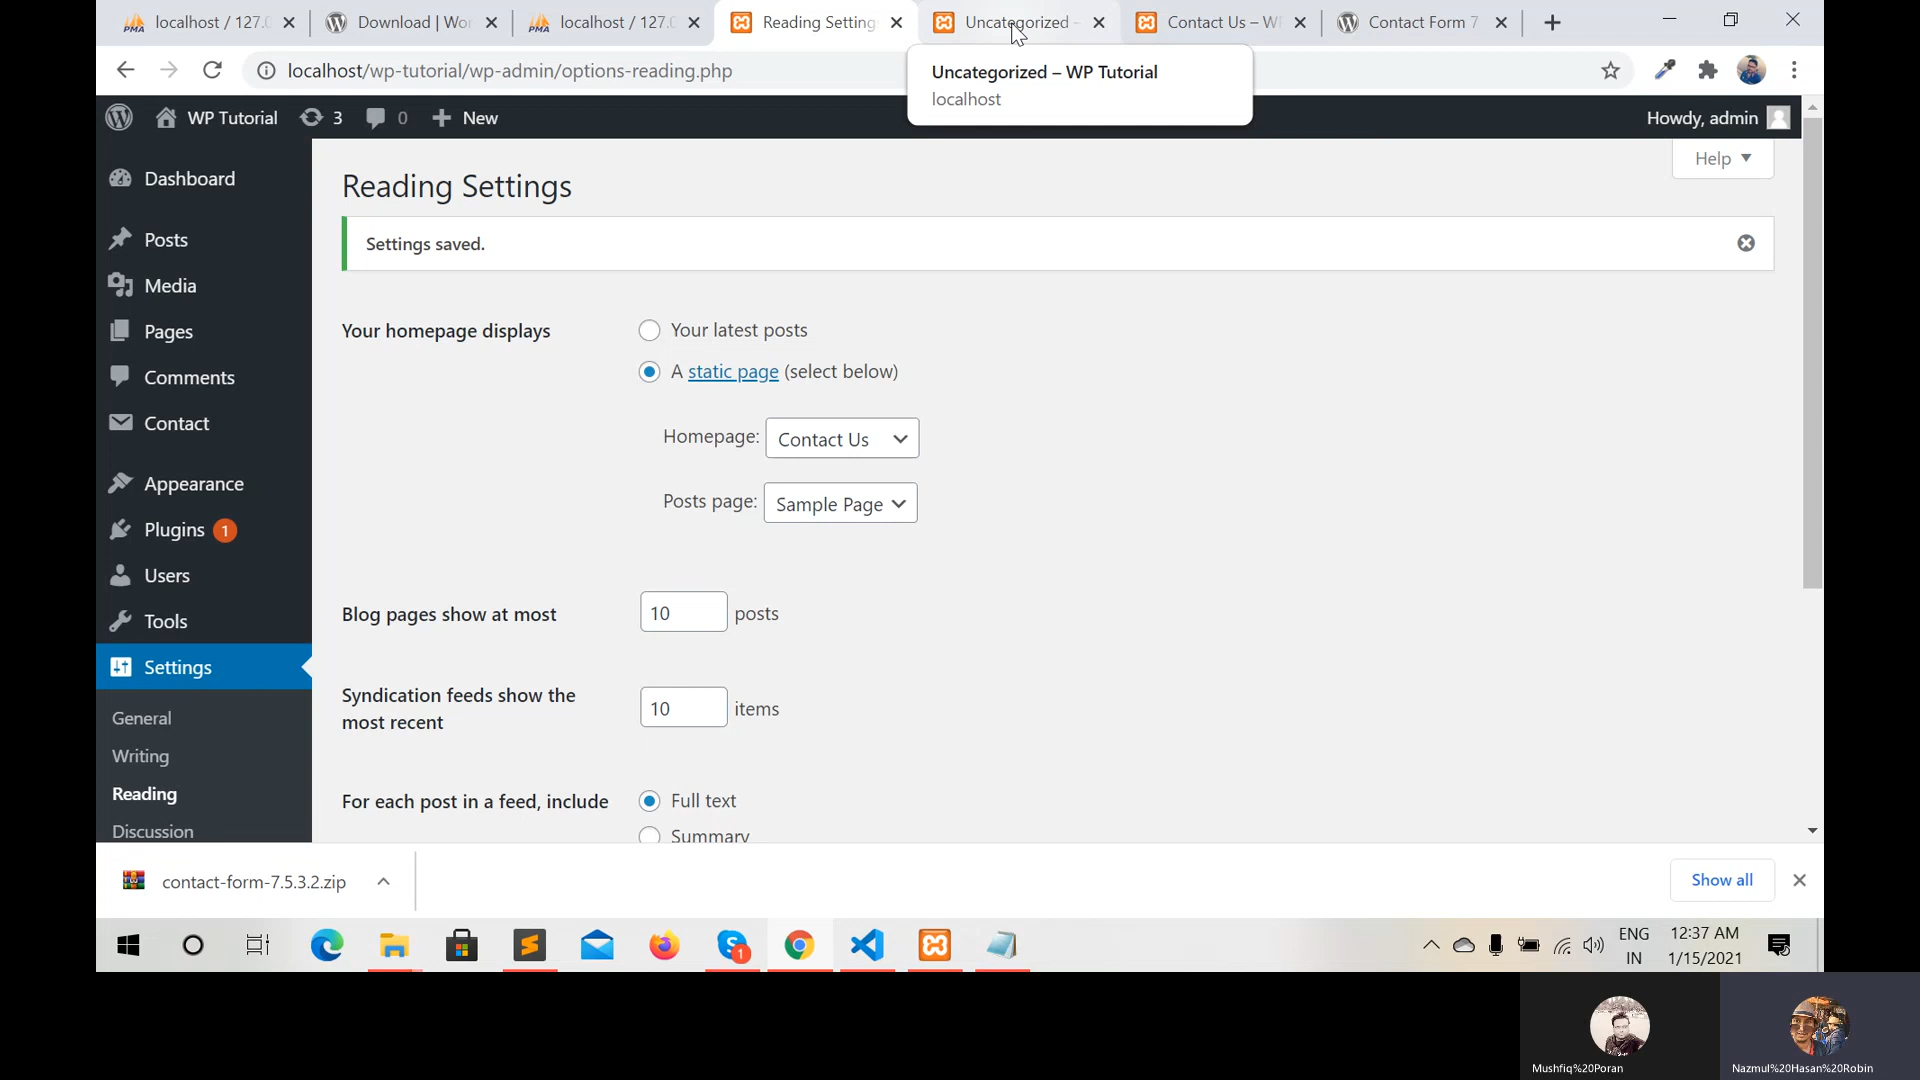 localhost / 127.0
Download | Wor
localhost / 127.0
Reading Setting
Uncategorized –
Contact Us – W
Contact Form 7
localhost/wp-tutorial/wp-admin/options-reading.php
Uncategorized – WP Tutorial
localhost
WP Tutorial
3
0
New
Howdy, admin
Help
Dashboard
Posts
Media
Pages
Comments
Contact
Appearance
Plugins 1
Users
Tools
Settings
General
Writing
Reading
Discussion
Reading Settings
Settings saved.
Your homepage displays
Your latest posts
A static page (select below)
Homepage: Contact Us
Posts page: Sample Page
Blog pages show at most
10 posts
Syndication feeds show the
most recent
10 items
For each post in a feed, include
Full text
Summary
contact-form-7.5.3.2.zip
Show all
1
ENG
IN
12:37 AM
1/15/2021
Mushfiq%20Poran
Nazmul%20Hasan%20Robin